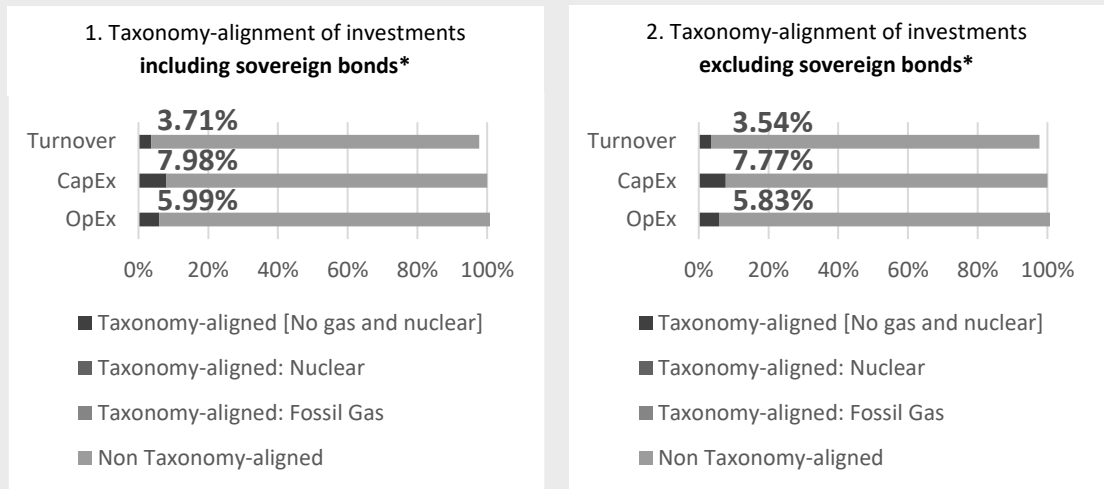 1. Taxonomy-alignment of investments
including sovereign bonds*
3.71%
Turnover
7.98%
CapEx
5.99%
OpEx
0% 20% 40% 60% 80% 100%
Taxonomy-aligned [No gas and nuclear]
Taxonomy-aligned: Nuclear
Taxonomy-aligned: Fossil Gas
Non Taxonomy-aligned
2. Taxonomy-alignment of investments
excluding sovereign bonds*
3.54%
Turnover
7.77%
CapEx
5.83%
OpEx
0% 20% 40% 60% 80% 100%
Taxonomy-aligned [No gas and nuclear]
Taxonomy-aligned: Nuclear
Taxonomy-aligned: Fossil Gas
Non Taxonomy-aligned